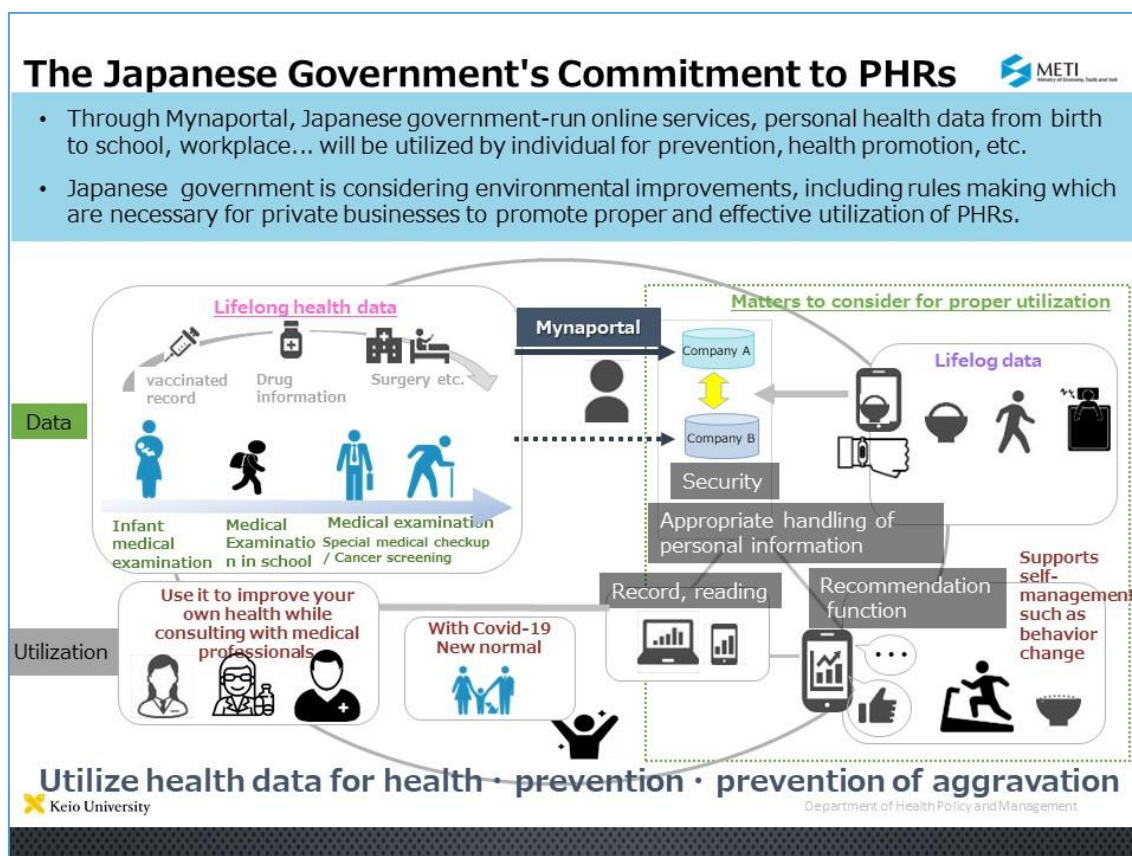 The Japanese Government's Commitment to PHRs
METI
Ministry of Economy, Trade and Industry
• Through Mynaportal, Japanese government-run online services, personal health data from birth
to school, workplace... will be utilized by individual for prevention, health promotion, etc.
• Japanese government is considering environmental improvements, including rules making which
are necessary for private businesses to promote proper and effective utilization of PHRs.
Lifelong health data
vaccinated
record
Drug
information
Surgery etc.
Data
Infant
medical
examination
Medical
Examinatio
n in school
Medical examination
Special medical checkup
/ Cancer screening
Mynaportal
Matters to consider for proper utilization
Company A
Company B
Lifelog data
Security
Appropriate handling of
personal information
Record, reading
Recommendation
function
Supports
self-
management
such as
behavior
change
Utilization
Use it to improve your
own health while
consulting with medical
professionals
With Covid-19
New normal
Utilize health data for health・prevention・prevention of aggravation
Keio University
Department of Health Policy and Management